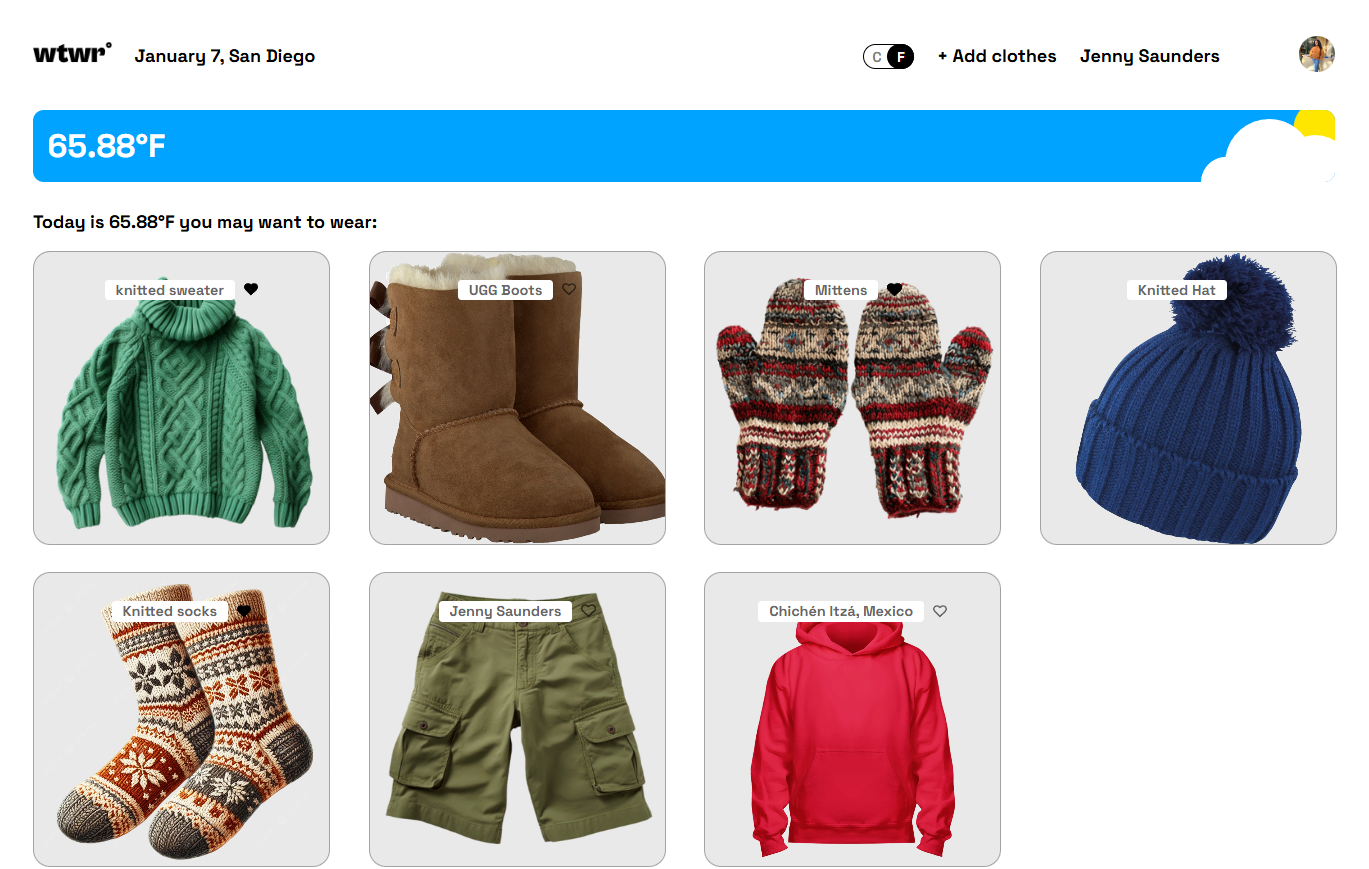 wtwr°
January 7, San Diego
C F
+ Add clothes
Jenny Saunders
65.88°F
Today is 65.88°F you may want to wear:
knitted sweater
UGG Boots
Mittens
Knitted Hat
Knitted socks
Jenny Saunders
Chichén Itzá, Mexico